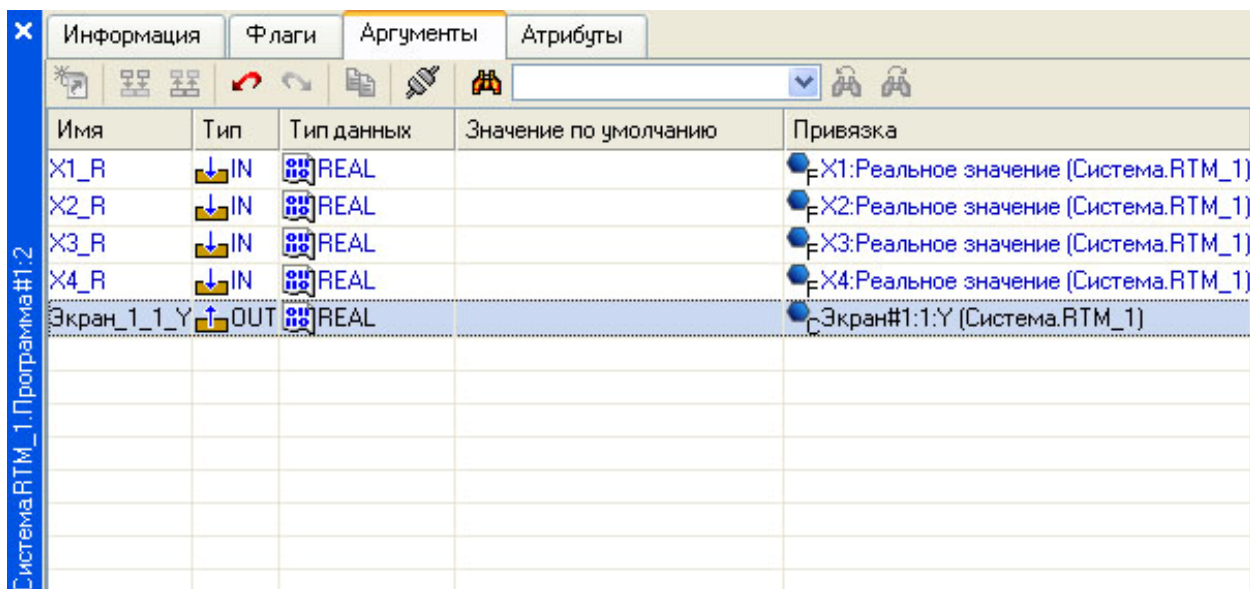 Информация Флаги Аргументы Атрибуты
Имя Тип Тип данных Значение по умолчанию Привязка
X1_R IN REAL F X1:Реальное значение (Система.RTM_1)
X2_R IN REAL F X2:Реальное значение (Система.RTM_1)
X3_R IN REAL F X3:Реальное значение (Система.RTM_1)
X4_R IN REAL F X4:Реальное значение (Система.RTM_1)
Экран_1_1_Y OUT REAL C Экран#1:1:Y (Система.RTM_1)
Система.RTM_1.Программа#1:2